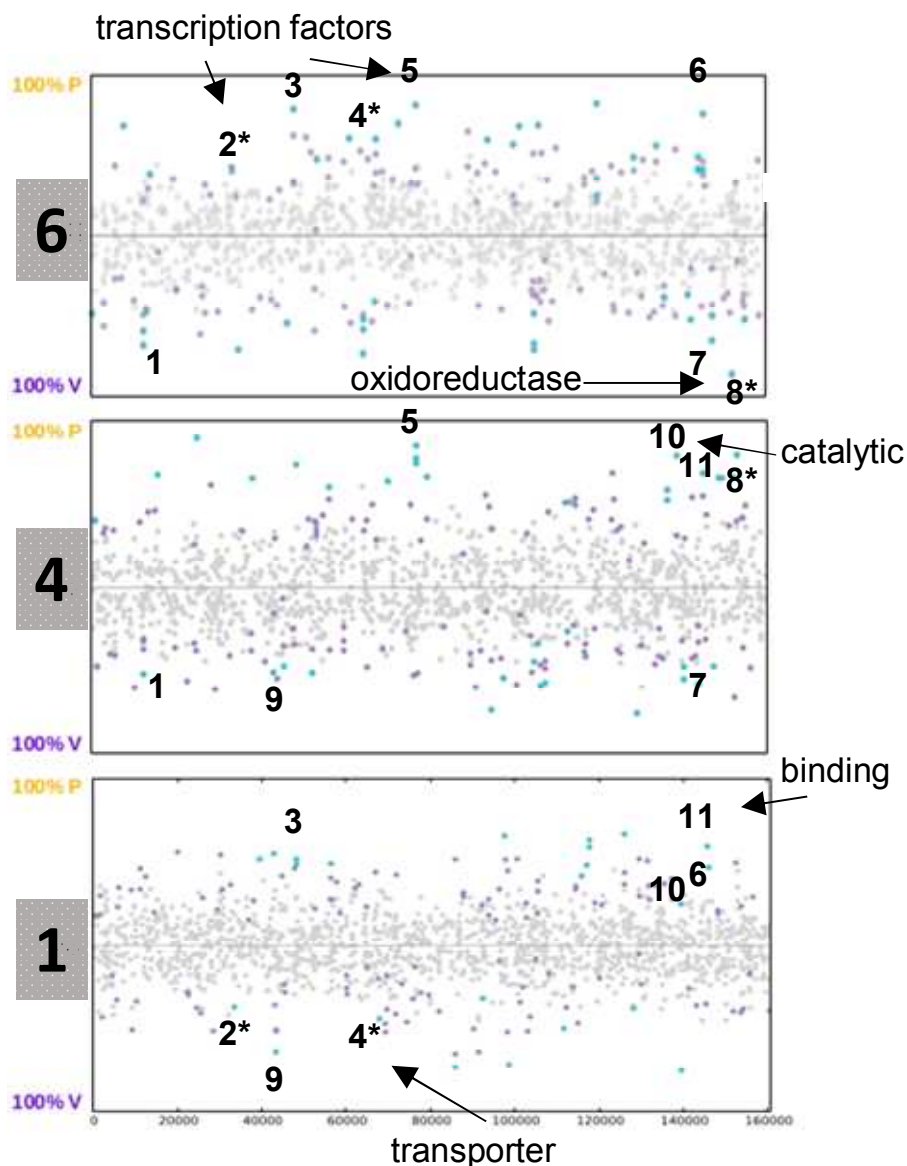 transcription factors
100% P
3
5
6
4*
2*
6
1
7
oxidoreductase
100% V
8*
100% P
5
10
catalytic
11
8*
4
1
9
7
100% V
binding
100% P
3
11
10
6
1
2*
4*
9
100% V
0 20000 40000 60000 80000 100000 120000 140000 160000
transporter